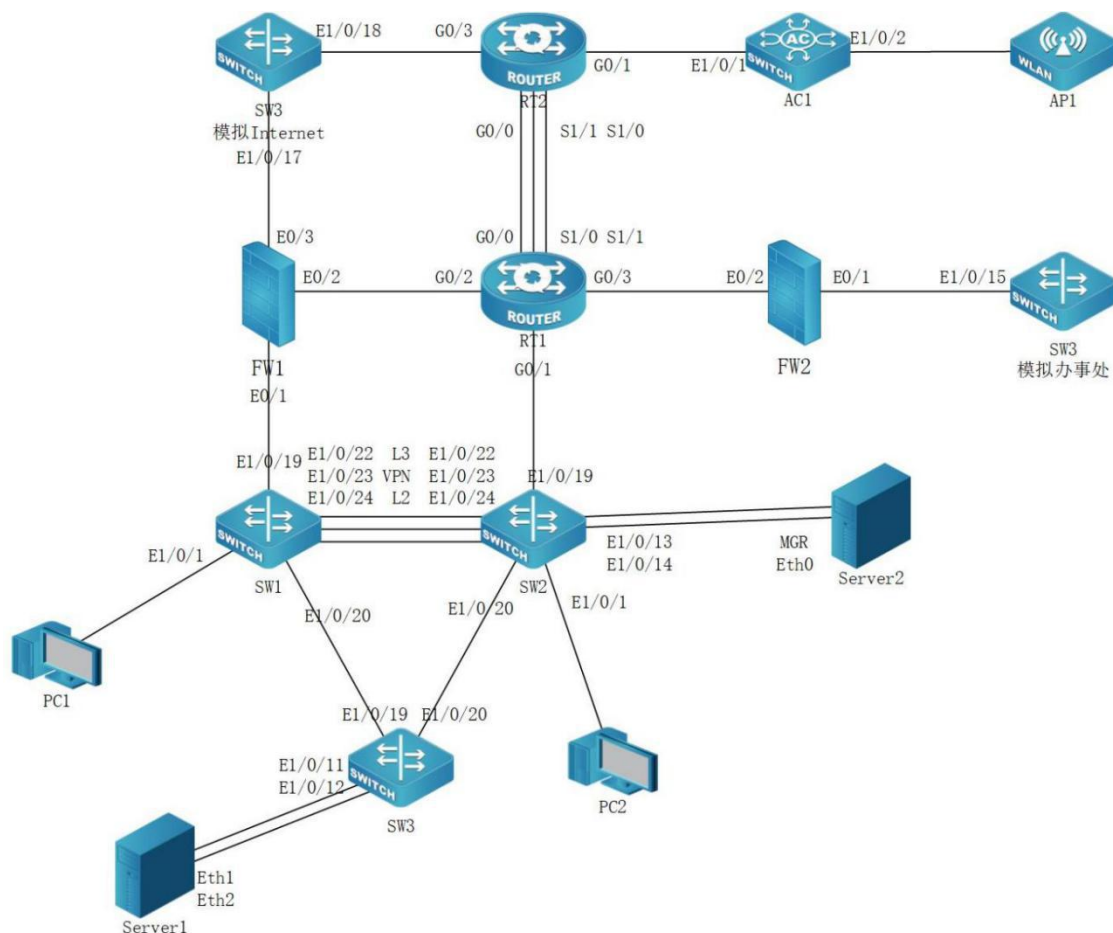 E1/0/18
G0/3
SWITCH
SW3
模拟Internet
E1/0/17
ROUTER
RT2
G0/1
E1/0/1
AC
SWITCH
AC1
E1/0/2
WLAN
AP1
G0/0
S1/1 S1/0
E0/3
G0/0
S1/0 S1/1
E0/2
G0/2
ROUTER
RT1
G0/1
G0/3
E0/2
E0/1
E1/0/15
SWITCH
SW3
模拟办事处
FW1
E0/1
FW2
E1/0/19
E1/0/22 L3 E1/0/22
E1/0/23 VPN E1/0/23
E1/0/24 L2 E1/0/24
E1/0/19
SWITCH
SW1
SWITCH
SW2
E1/0/1
E1/0/13
E1/0/14
MGR
Eth0
Server2
E1/0/20
E1/0/20
E1/0/1
PC1
E1/0/19
E1/0/20
E1/0/11
E1/0/12
SWITCH
SW3
PC2
Eth1
Eth2
Server1